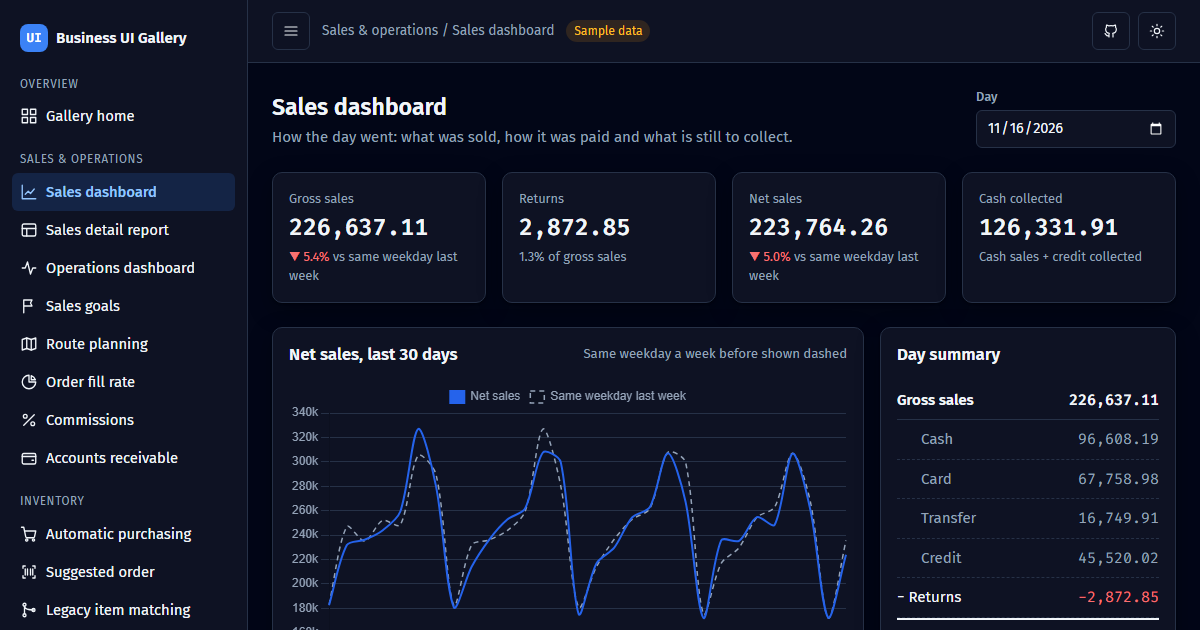 UI Business UI Gallery
OVERVIEW
Gallery home
SALES & OPERATIONS
Sales dashboard
Sales detail report
Operations dashboard
Sales goals
Route planning
Order fill rate
Commissions
Accounts receivable
INVENTORY
Automatic purchasing
Suggested order
Legacy item matching
Sales & operations / Sales dashboard Sample data
Sales dashboard
How the day went: what was sold, how it was paid and what is still to collect.
Day
11/16/2026
Gross sales
226,637.11
▼ 5.4% vs same weekday last
week
Returns
2,872.85
1.3% of gross sales
Net sales
223,764.26
▼ 5.0% vs same weekday last
week
Cash collected
126,331.91
Cash sales + credit collected
Net sales, last 30 days
Same weekday a week before shown dashed
Net sales Same weekday last week
340k
320k
300k
280k
260k
240k
220k
200k
180k
160k
Day summary
Gross sales 226,637.11
Cash 96,608.19
Card 67,758.98
Transfer 16,749.91
Credit 45,520.02
− Returns −2,872.85